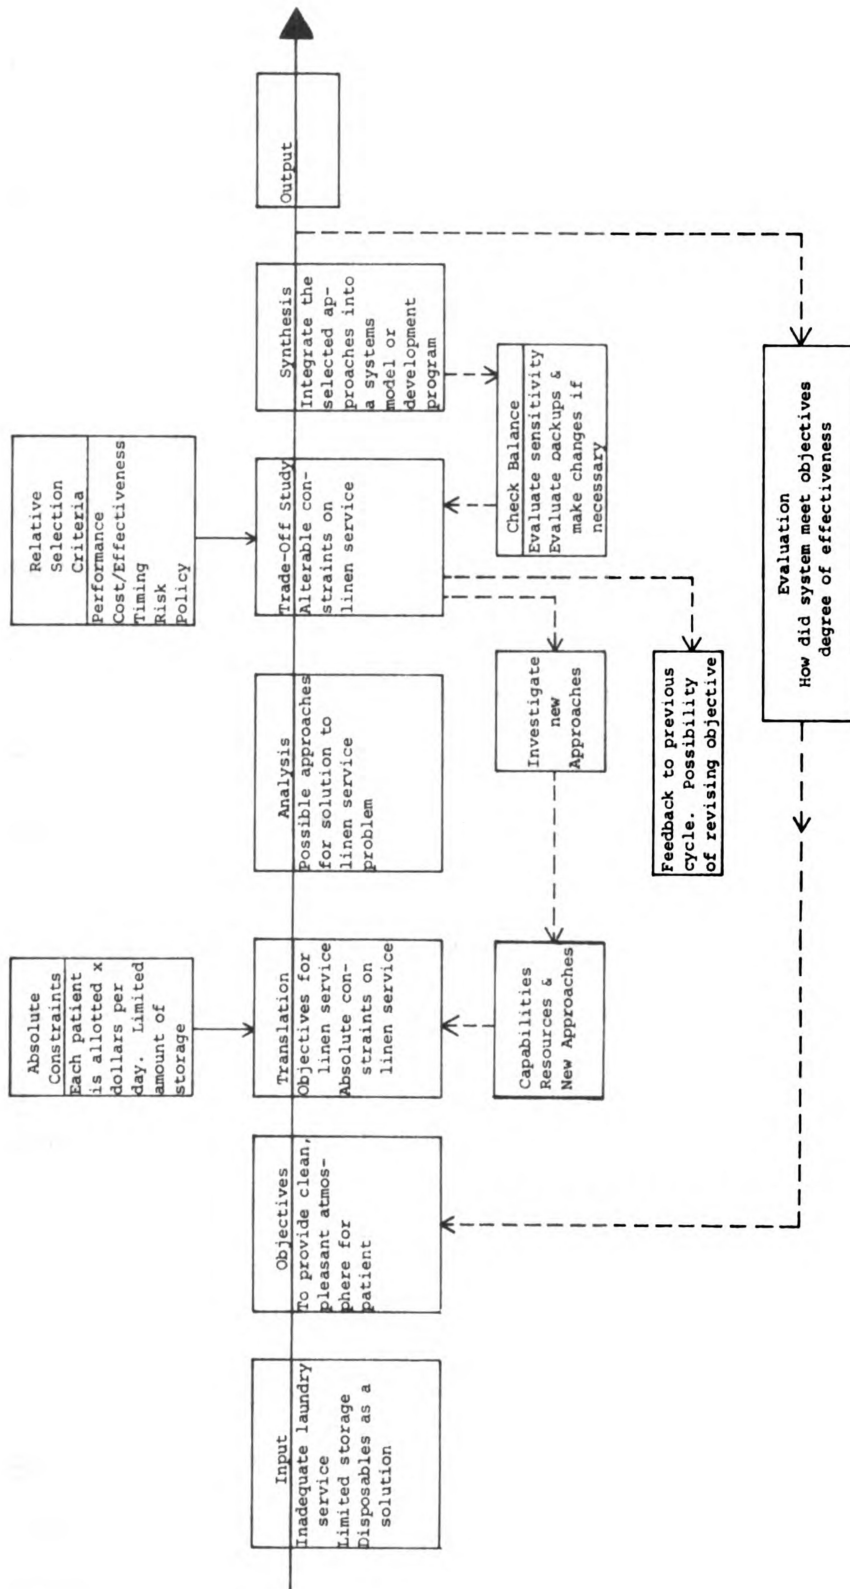 Input
Inadequate laundry
service
Limited storage
Disposables as a
solution
Objectives
To provide clean,
pleasant atmos-
phere for
patient
Absolute
Constraints
Each patient
is allotted x
dollars per
day. Limited
amount of
storage
Translation
Objectives for
linen service
Absolute con-
straints on
linen service
Capabilities
Resources &
New Approaches
Analysis
Possible approaches
for solution to
linen service
problem
Investigate
new
Approaches
Relative
Selection
Criteria
Performance
Cost/Effectiveness
Timing
Risk
Policy
Trade-Off Study
Alterable con-
straints on
linen service
Feedback to previous
cycle. Possibility
of revising objective
Synthesis
Integrate the
selected ap-
proaches into
a systems
model or
development
program
Check Balance
Evaluate sensitivity
Evaluate backups &
make changes if
necessary
Output
Evaluation
How did system meet objectives
degree of effectiveness